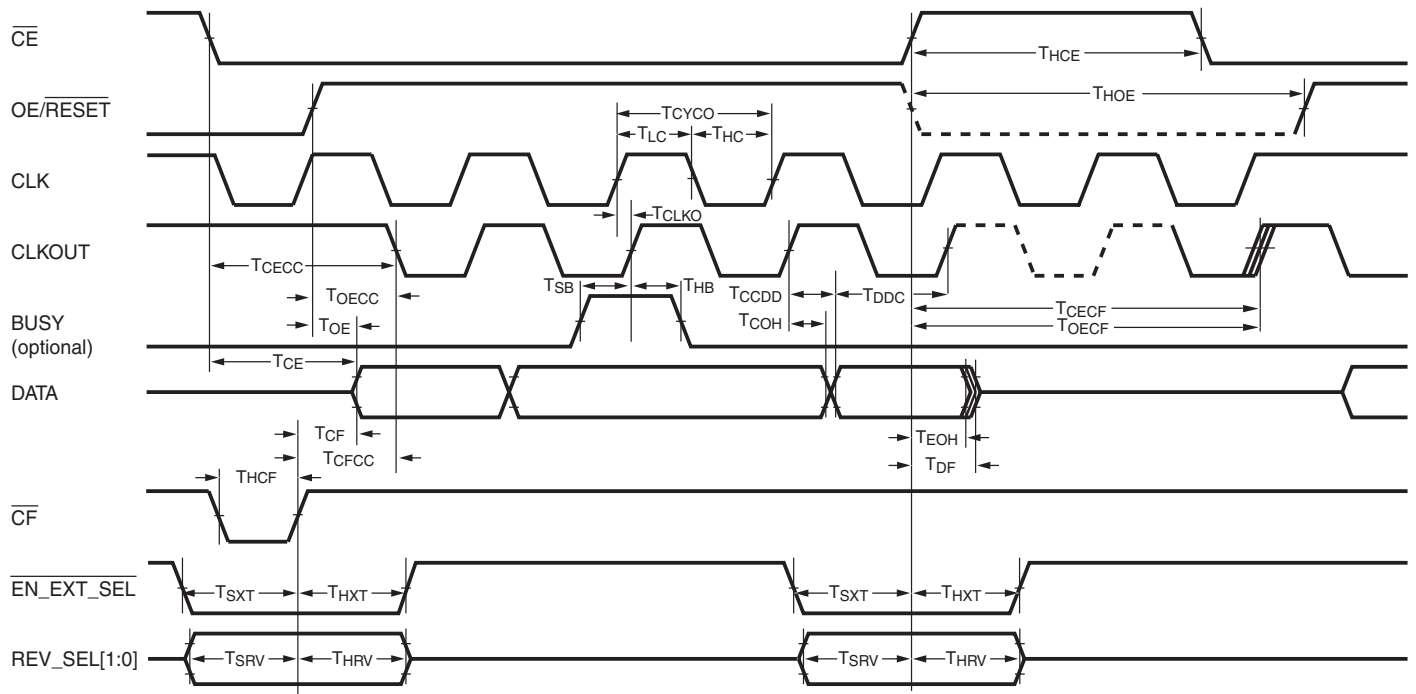 CE
THCE
OE/RESET
THOE
TCYCO
TLC
THC
CLK
TCLKO
CLKOUT
TCECC
TSB
THB
TCCDD
TDDC
TOECC
TCECF
TCOH
TOECF
TOE
BUSY
(optional)
TCE
DATA
TCF
TEOH
TCFCC
TDF
THCF
CF
EN_EXT_SEL
TSXT
THXT
TSXT
THXT
REV_SEL[1:0]
TSRV
THRV
TSRV
THRV